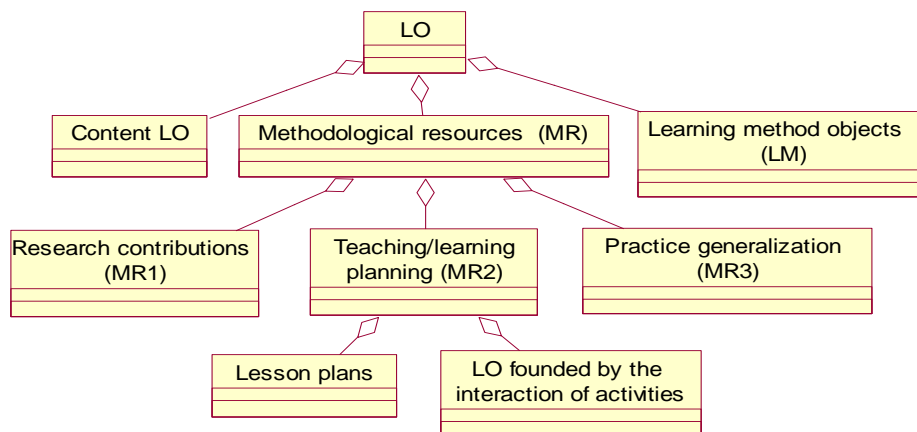 LO
Content LO
Methodological resources (MR)
Learning method objects
(LM)
Research contributions
(MR1)
Teaching/learning
planning (MR2)
Practice generalization
(MR3)
Lesson plans
LO founded by the
interaction of activities